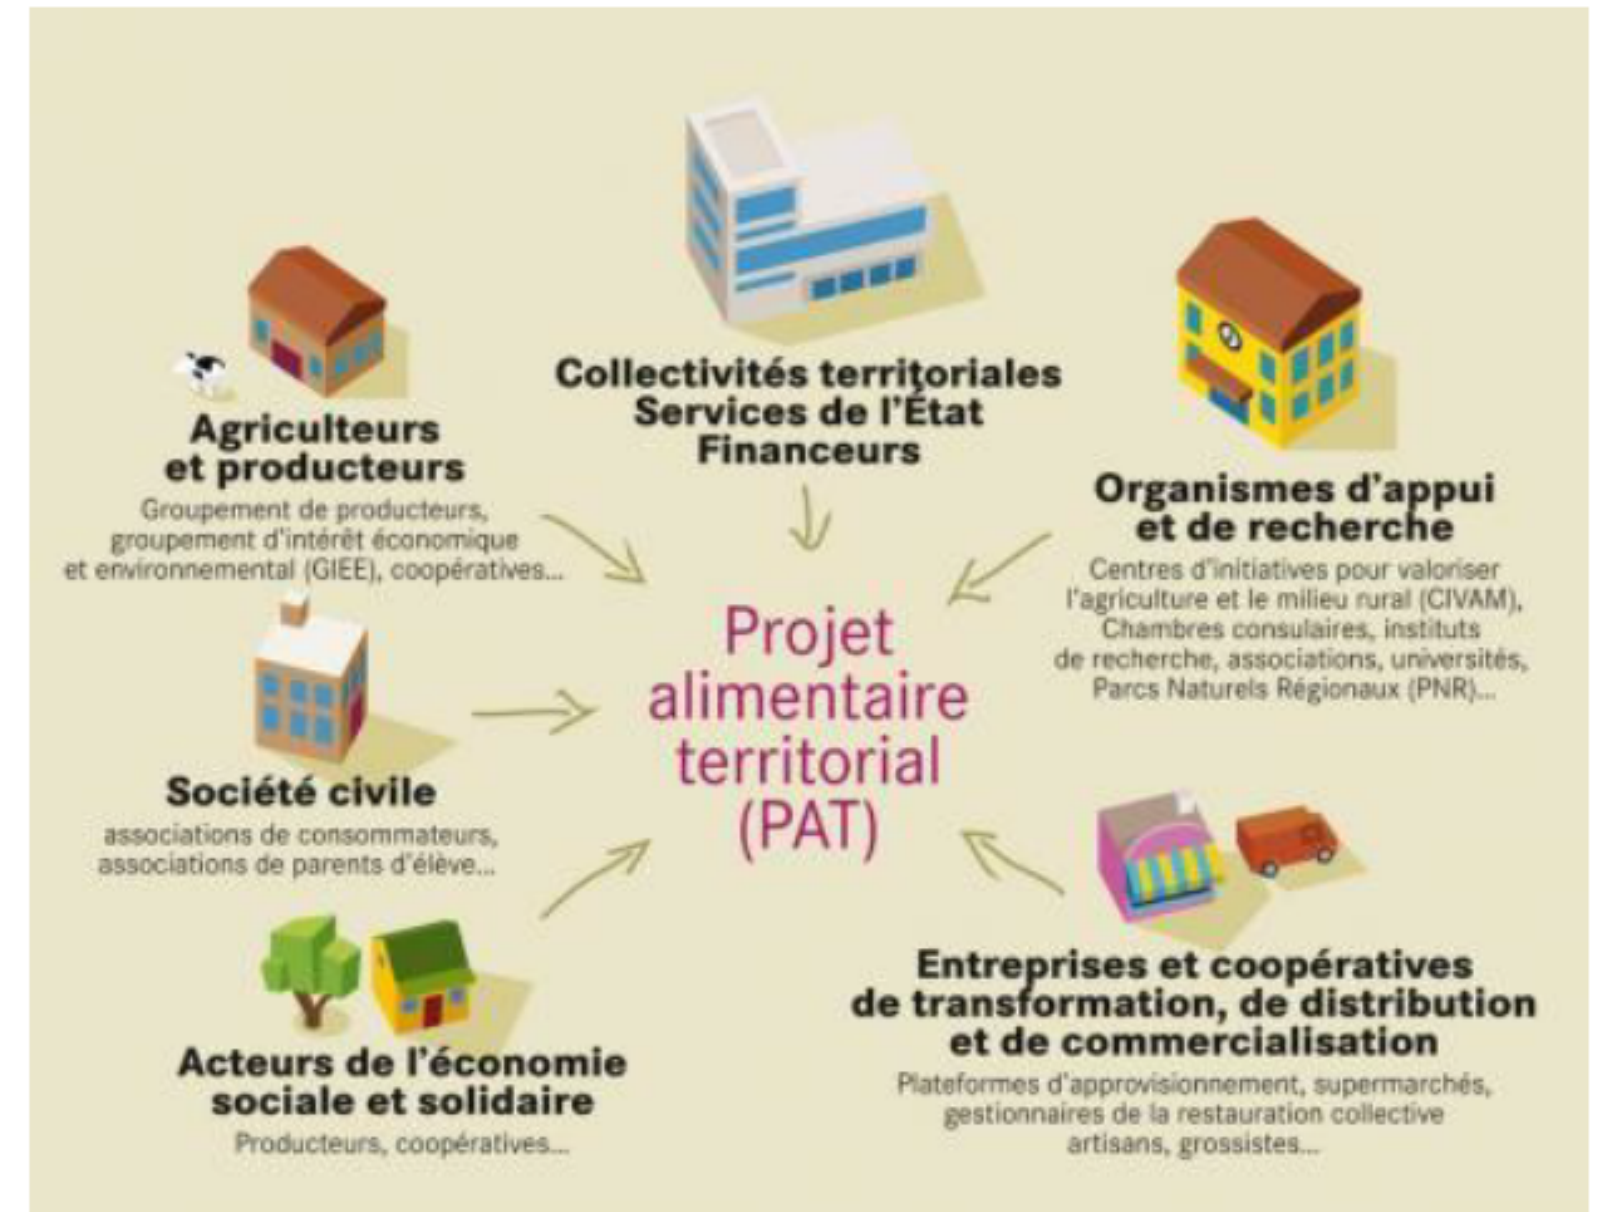 Collectivités territoriales
Services de l'État
Financeurs
Agriculteurs
et producteurs
Groupement de producteurs,
groupement d'intérêt économique
et environnemental (GIEE), coopératives...
Organismes d'appui
et de recherche
Centres d'initiatives pour valoriser
l'agriculture et le milieu rural (CIVAM),
Chambres consulaires, instituts
de recherche, associations, universités,
Parcs Naturels Régionaux (PNR)...
Projet
alimentaire
territorial
(PAT)
Société civile
associations de consommateurs,
associations de parents d'élève...
Acteurs de l'économie
sociale et solidaire
Producteurs, coopératives...
Entreprises et coopératives
de transformation, de distribution
et de commercialisation
Plateformes d'approvisionnement, supermarchés,
gestionnaires de la restauration collective
artisans, grossistes...